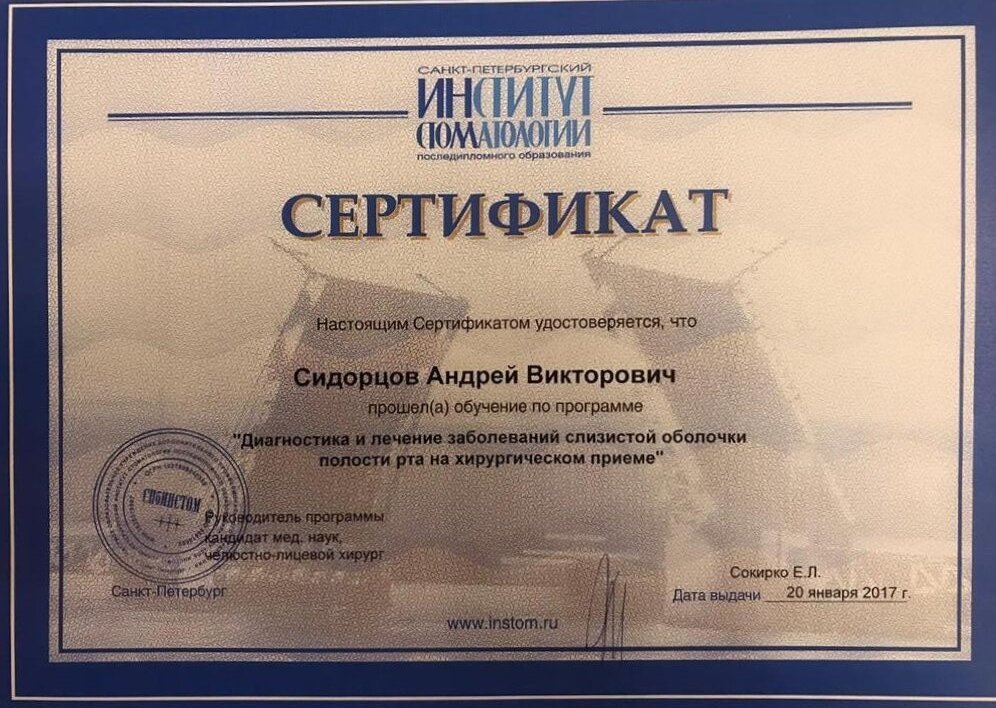 САНКТ-ПЕТЕРБУРГСКИЙ
ИНСТИТУТ
СТОМАТОЛОГИИ
последипломного образования
СЕРТИФИКАТ
Настоящим Сертификатом удостоверяется, что
Сидорцов Андрей Викторович
прошел(а) обучение по программе
"Диагностика и лечение заболеваний слизистой оболочки
полости рта на хирургическом приеме"
СПбИНСТОМ
Руководитель программы
кандидат мед. наук,
челюстно-лицевой хирург
Сокирко Е.Л.
Санкт-Петербург
Дата выдачи 20 января 2017 г.
www.instom.ru